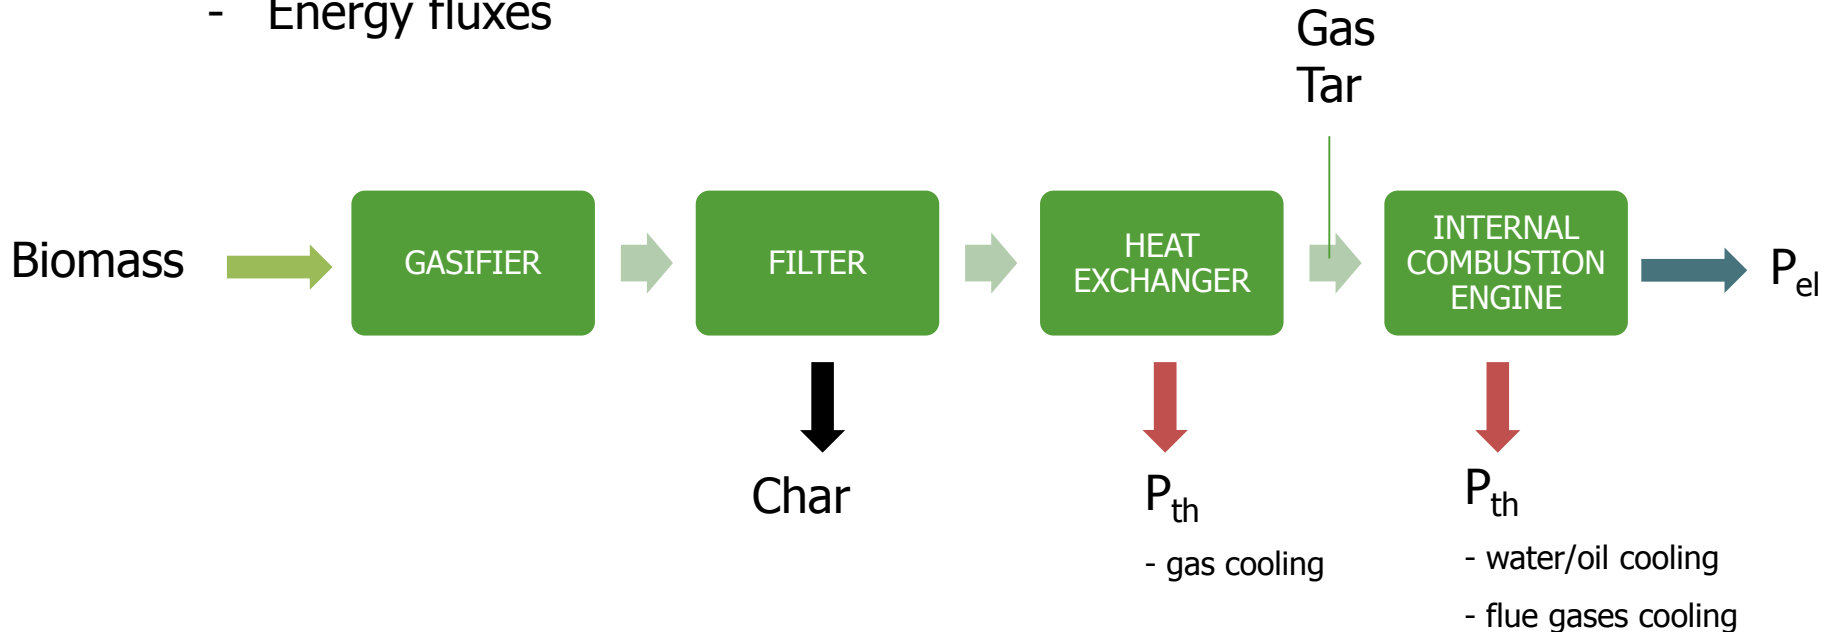 - Energy fluxes
Gas
Tar
Biomass
GASIFIER
FILTER
HEAT
EXCHANGER
INTERNAL
COMBUSTION
ENGINE
Pel
Char
Pth
- gas cooling
Pth
- water/oil cooling
- flue gases cooling